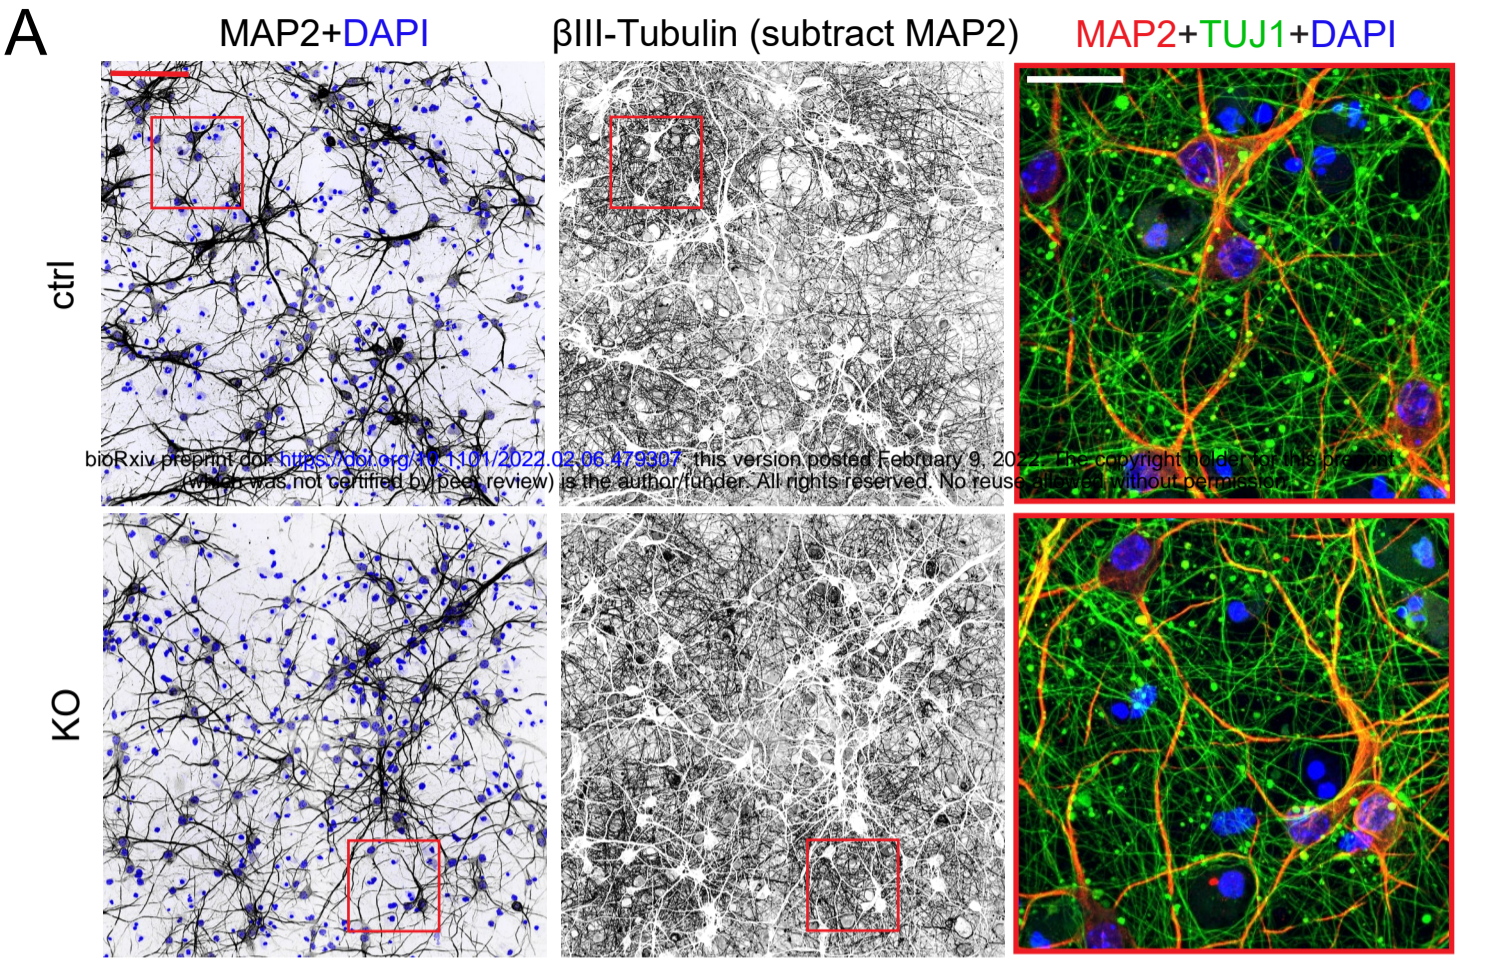 A
MAP2+DAPI
βIII-Tubulin (subtract MAP2)
MAP2+TUJ1+DAPI
ctrl
bioRxiv preprint doi: https://doi.org/10.1101/2022.02.06.479307; this version posted February 9, 2022. The copyright holder for this preprint
(which was not certified by peer review) is the author/funder. All rights reserved. No reuse allowed without permission.
KO